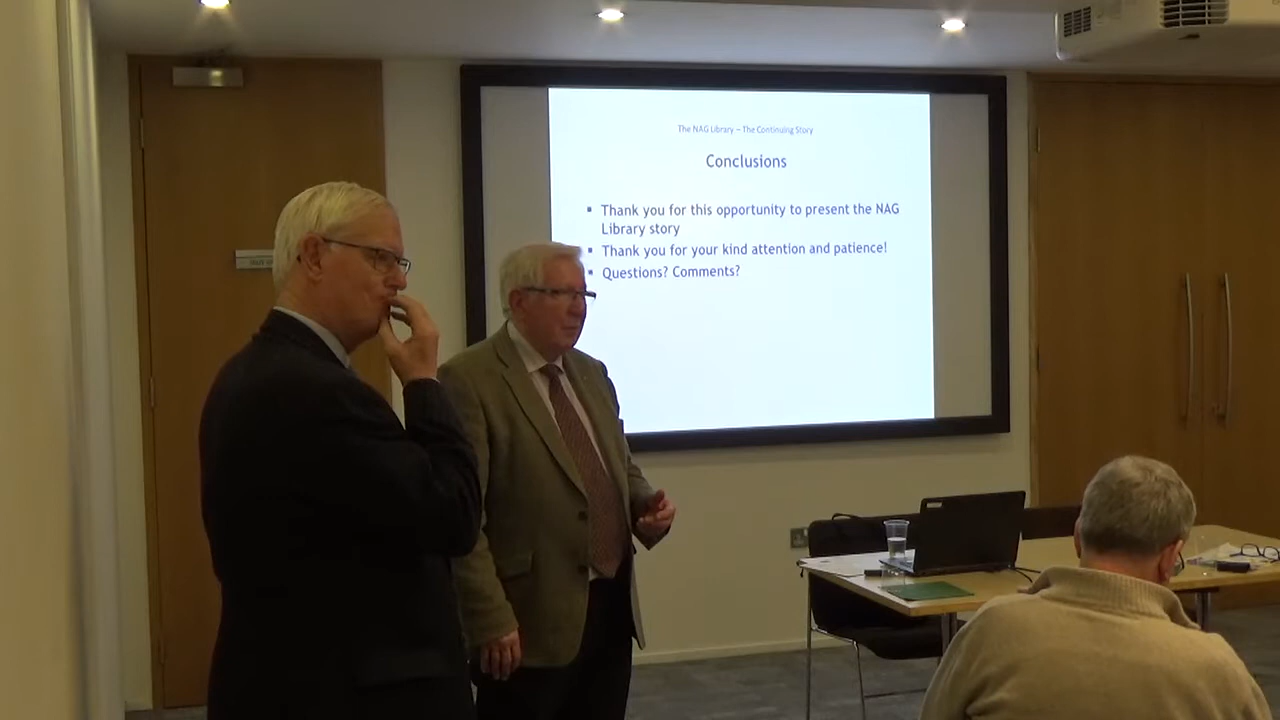 The NAG Library – The Continuing Story
Conclusions
▪ Thank you for this opportunity to present the NAG
Library story
▪ Thank you for your kind attention and patience!
▪ Questions? Comments?